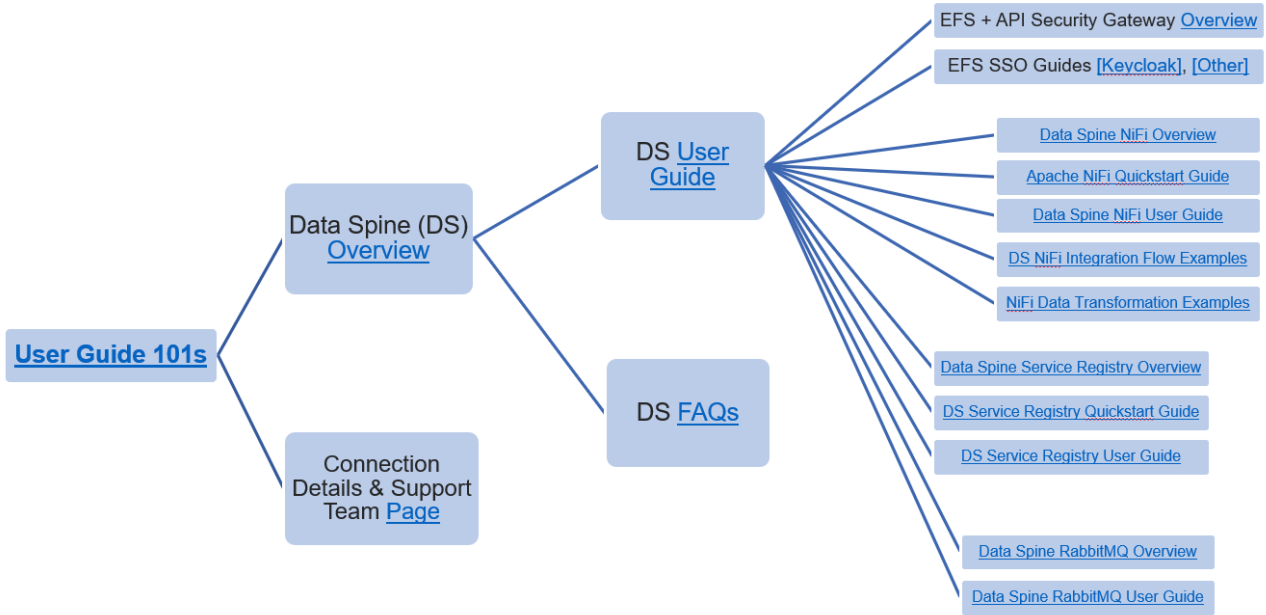 EFS + API Security Gateway Overview
EFS SSO Guides [Keycloak], [Other]
DS User
Guide
Data Spine NiFi Overview
Apache NiFi Quickstart Guide
Data Spine NiFi User Guide
DS NiFi Integration Flow Examples
NiFi Data Transformation Examples
Data Spine (DS)
Overview
User Guide 101s
Data Spine Service Registry Overview
DS Service Registry Quickstart Guide
DS Service Registry User Guide
DS FAQs
Connection
Details & Support
Team Page
Data Spine RabbitMQ Overview
Data Spine RabbitMQ User Guide